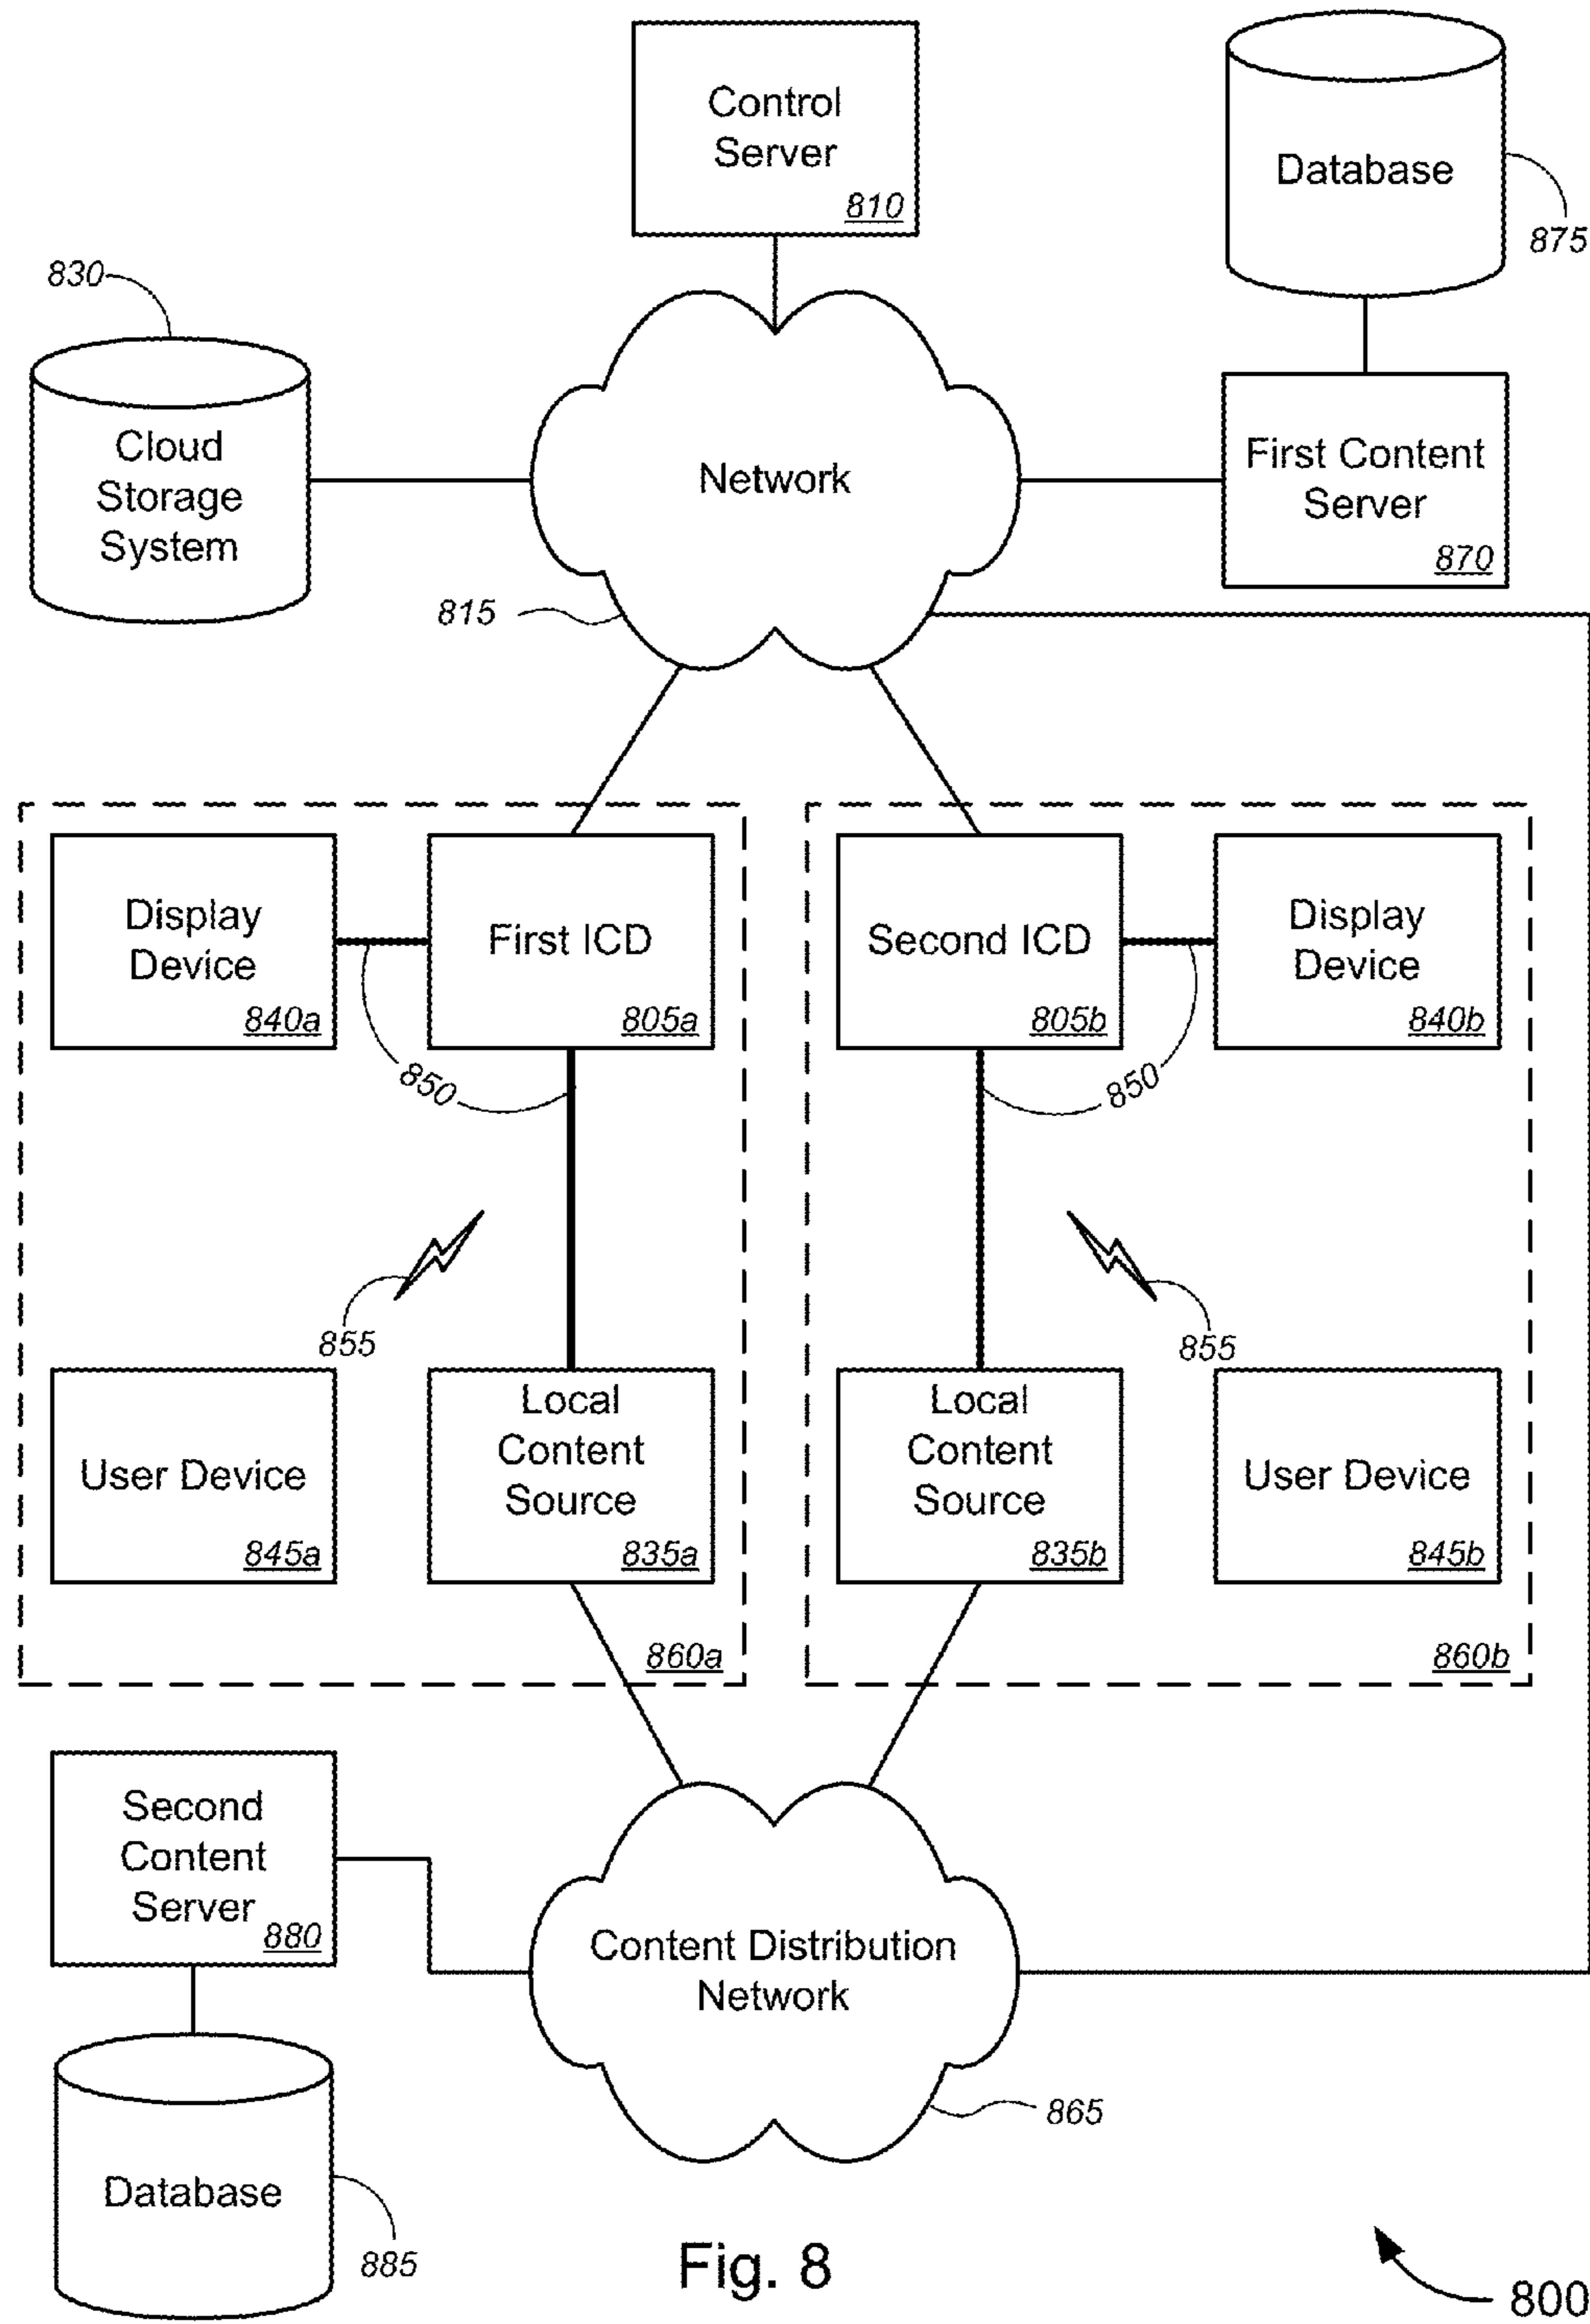 Control
Server
810
Database
875
830
Cloud
Storage
System
Network
First Content
Server
870
815
Display
Device
840a
First ICD
805a
Second ICD
805b
Display
Device
840b
850
850
855
855
User Device
845a
Local
Content
Source
835a
Local
Content
Source
835b
User Device
845b
860a
860b
Second
Content
Server
880
Content Distribution
Network
865
Database
885
Fig. 8
800